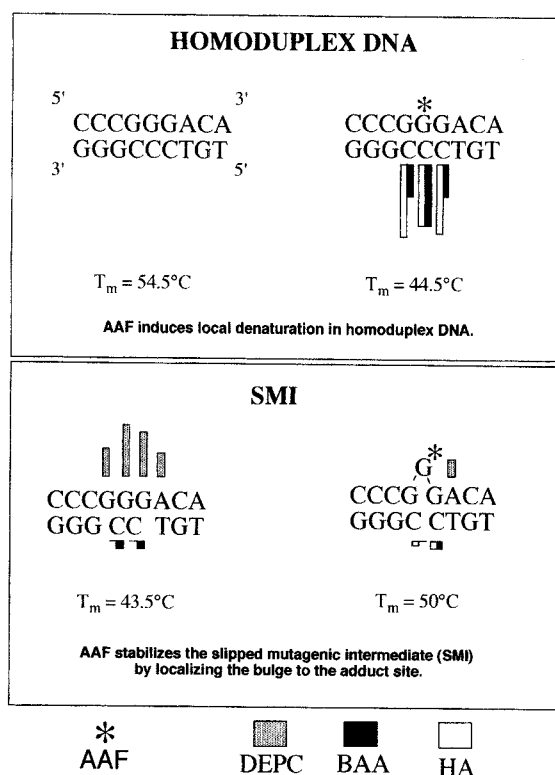 HOMODUPLEX DNA
5' 3'
CCCGGGACA
GGGCCCTGT
3' 5'
Tm = 54.5°C
*
CCCGGGACA
GGGCCCTGT
Tm = 44.5°C
AAF induces local denaturation in homoduplex DNA.
SMI
CCCGGGACA
GGG CC TGT
Tm = 43.5°C
G*
CCCG GACA
GGGC CTGT
Tm = 50°C
AAF stabilizes the slipped mutagenic intermediate (SMI)
by localizing the bulge to the adduct site.
*
AAF DEPC BAA HA